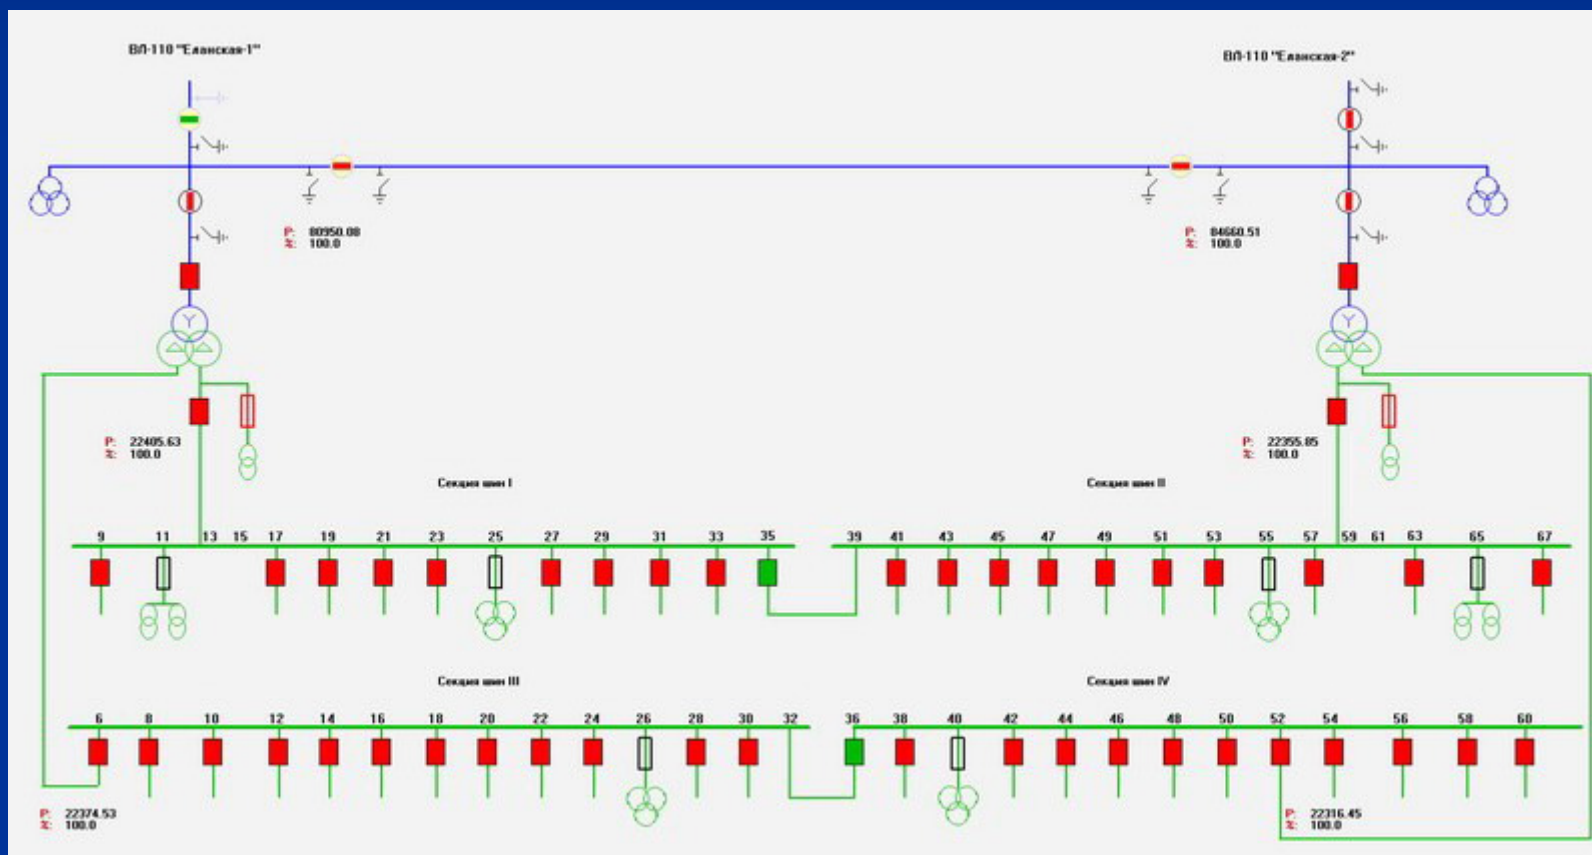 ВЛ-110 "Еланская-1"
ВЛ-110 "Еланская-2"
P: 80950.08
%: 100.0
P: 84660.51
%: 100.0
P: 22405.63
%: 100.0
P: 22355.85
%: 100.0
Секция шин I
Секция шин II
9 11 13 15 17 19 21 23 25 27 29 31 33 35 39 41 43 45 47 49 51 53 55 57 59 61 63 65 67
Секция шин III
Секция шин IV
6 8 10 12 14 16 18 20 22 24 26 28 30 32 36 38 40 42 44 46 48 50 52 54 56 58 60
P: 22374.53
%: 100.0
P: 22316.45
%: 100.0